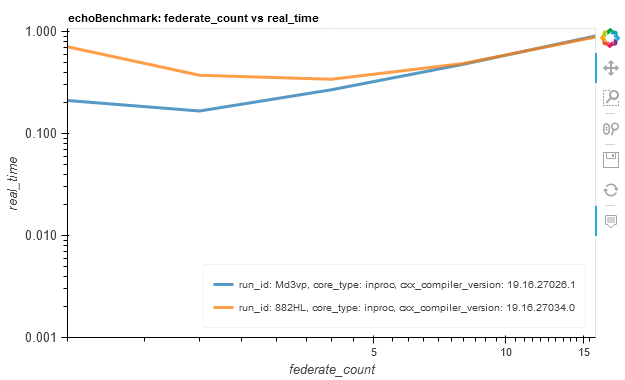 echoBenchmark: federate_count vs real_time
1.000
0.100
0.010
0.001
real_time
run_id: Md3vp, core_type: inproc, cxx_compiler_version: 19.16.27026.1
run_id: 882HL, core_type: inproc, cxx_compiler_version: 19.16.27034.0
5
10
15
federate_count